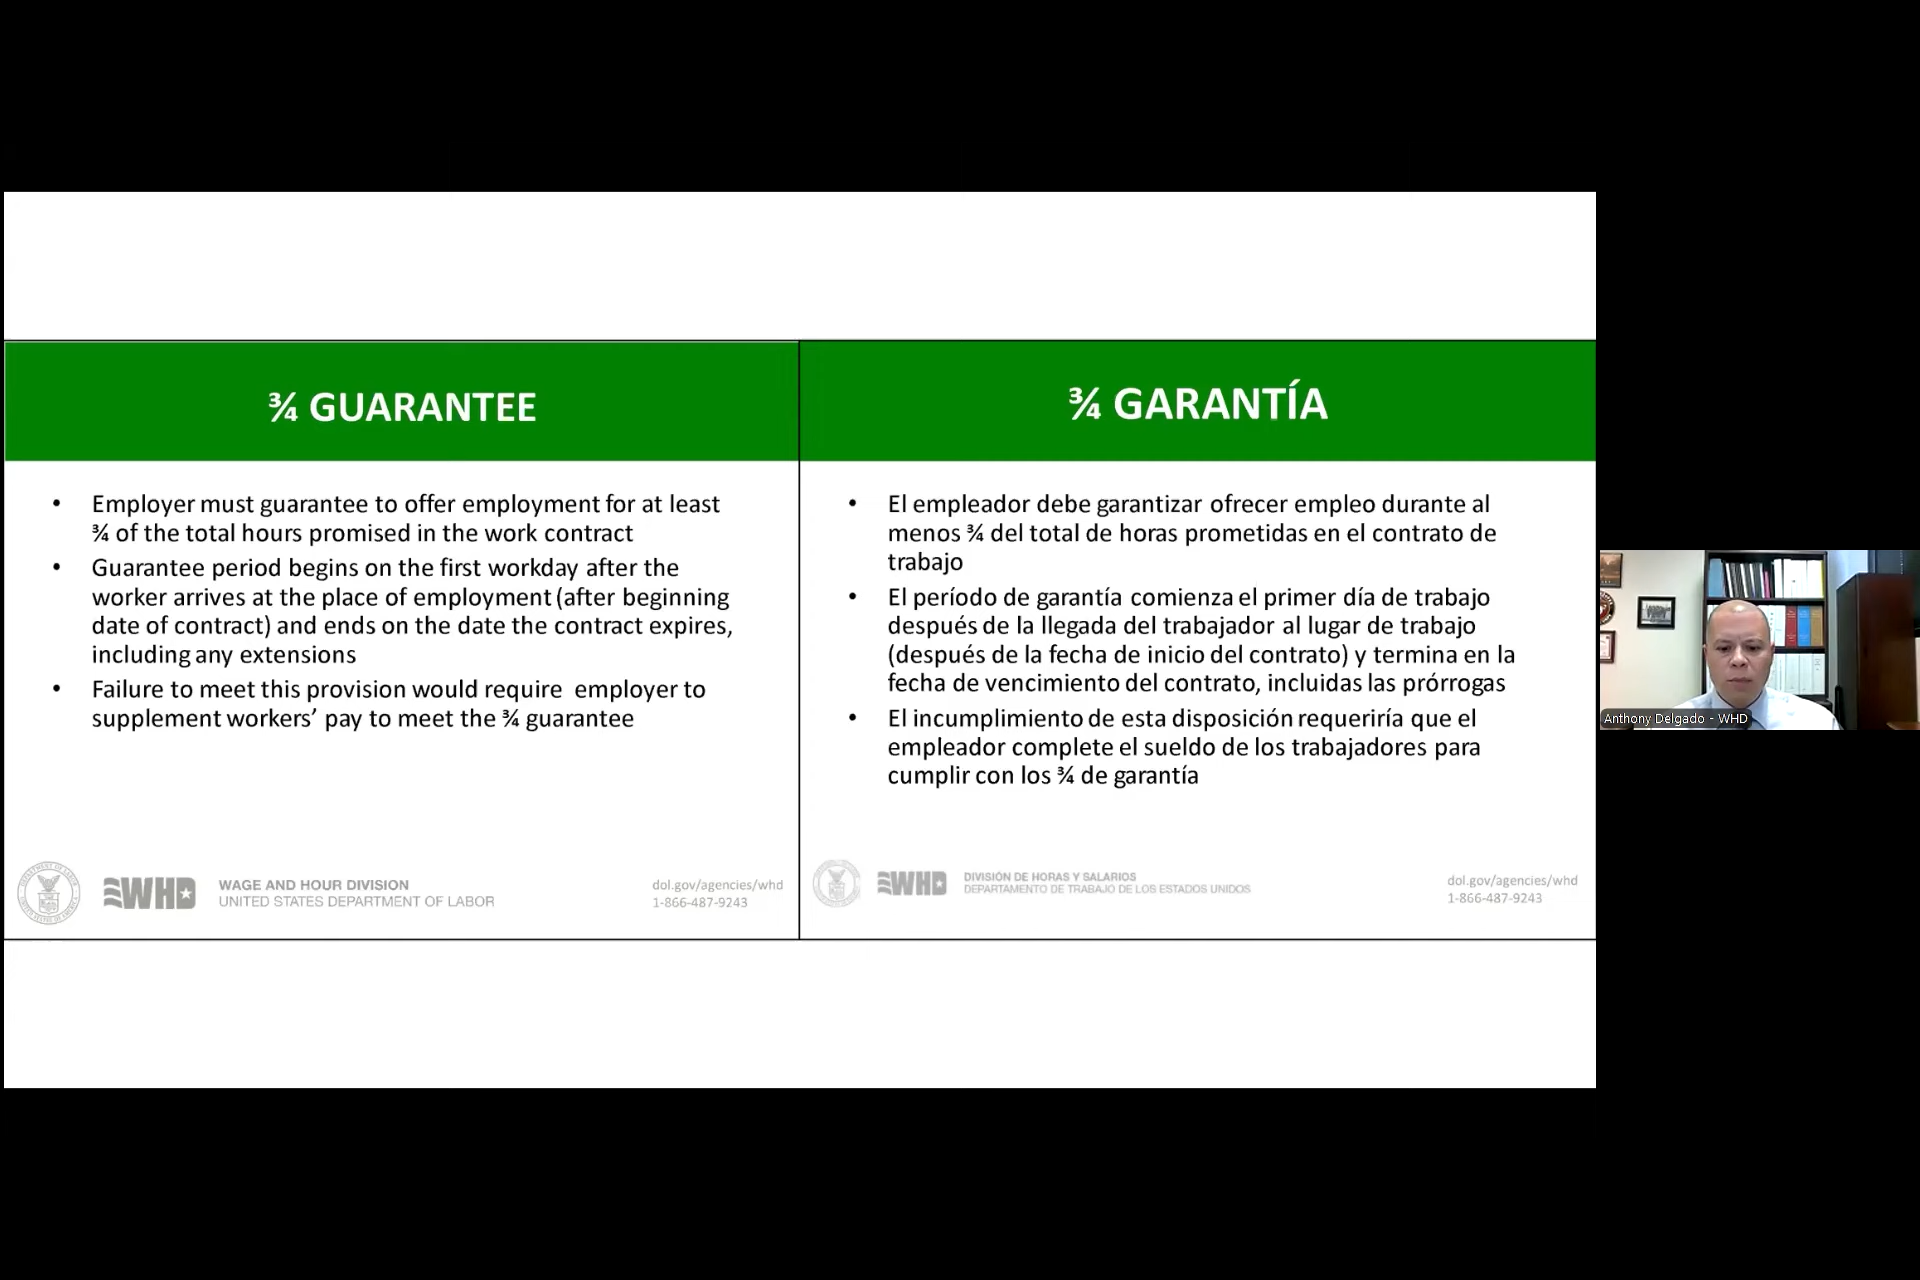 ¾ GUARANTEE
• Employer must guarantee to offer employment for at least
¾ of the total hours promised in the work contract
• Guarantee period begins on the first workday after the
worker arrives at the place of employment (after beginning
date of contract) and ends on the date the contract expires,
including any extensions
• Failure to meet this provision would require employer to
supplement workers’ pay to meet the ¾ guarantee
WHD
WAGE AND HOUR DIVISION
UNITED STATES DEPARTMENT OF LABOR
dol.gov/agencies/whd
1-866-487-9243
¾ GARANTÍA
• El empleador debe garantizar ofrecer empleo durante al
menos ¾ del total de horas prometidas en el contrato de
trabajo
• El período de garantía comienza el primer día de trabajo
después de la llegada del trabajador al lugar de trabajo
(después de la fecha de inicio del contrato) y termina en la
fecha de vencimiento del contrato, incluidas las prórrogas
• El incumplimiento de esta disposición requeriría que el
empleador complete el sueldo de los trabajadores para
cumplir con los ¾ de garantía
WHD
DIVISIÓN DE HORAS Y SALARIOS
DEPARTAMENTO DE TRABAJO DE LOS ESTADOS UNIDOS
dol.gov/agencies/whd
1-866-487-9243
Anthony Delgado - WHD